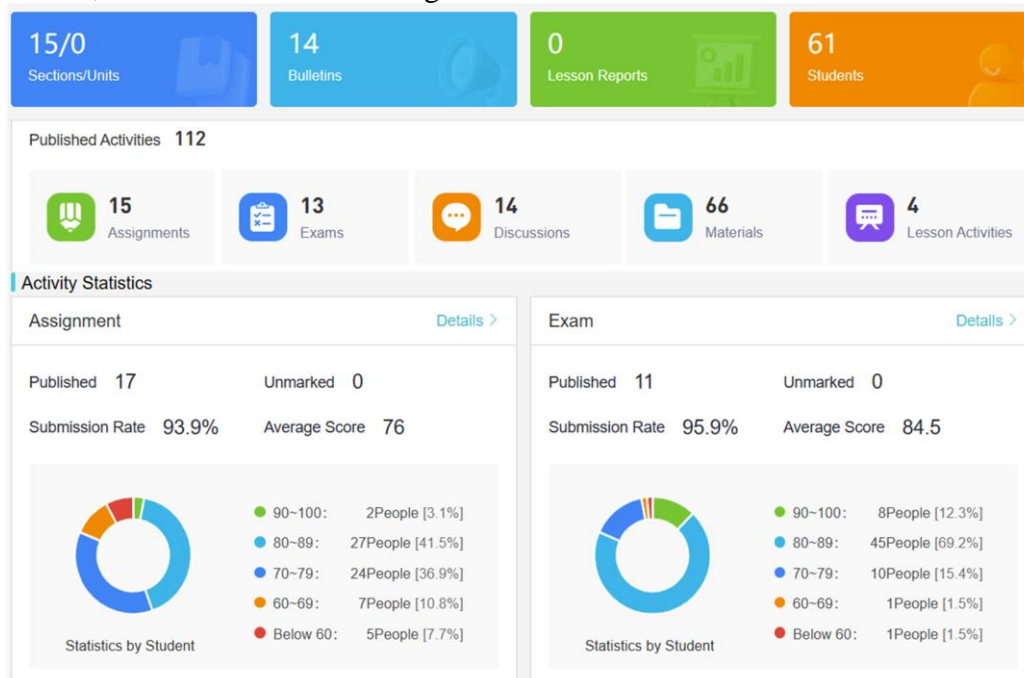 15/0
Sections/Units
14
Bulletins
0
Lesson Reports
61
Students
Published Activities 112
15
Assignments
13
Exams
14
Discussions
66
Materials
4
Lesson Activities
Activity Statistics
Assignment Details >
Published 17 Unmarked 0
Submission Rate 93.9% Average Score 76
90~100: 2People [3.1%]
80~89: 27People [41.5%]
70~79: 24People [36.9%]
60~69: 7People [10.8%]
Below 60: 5People [7.7%]
Statistics by Student
Exam Details >
Published 11 Unmarked 0
Submission Rate 95.9% Average Score 84.5
90~100: 8People [12.3%]
80~89: 45People [69.2%]
70~79: 10People [15.4%]
60~69: 1People [1.5%]
Below 60: 1People [1.5%]
Statistics by Student